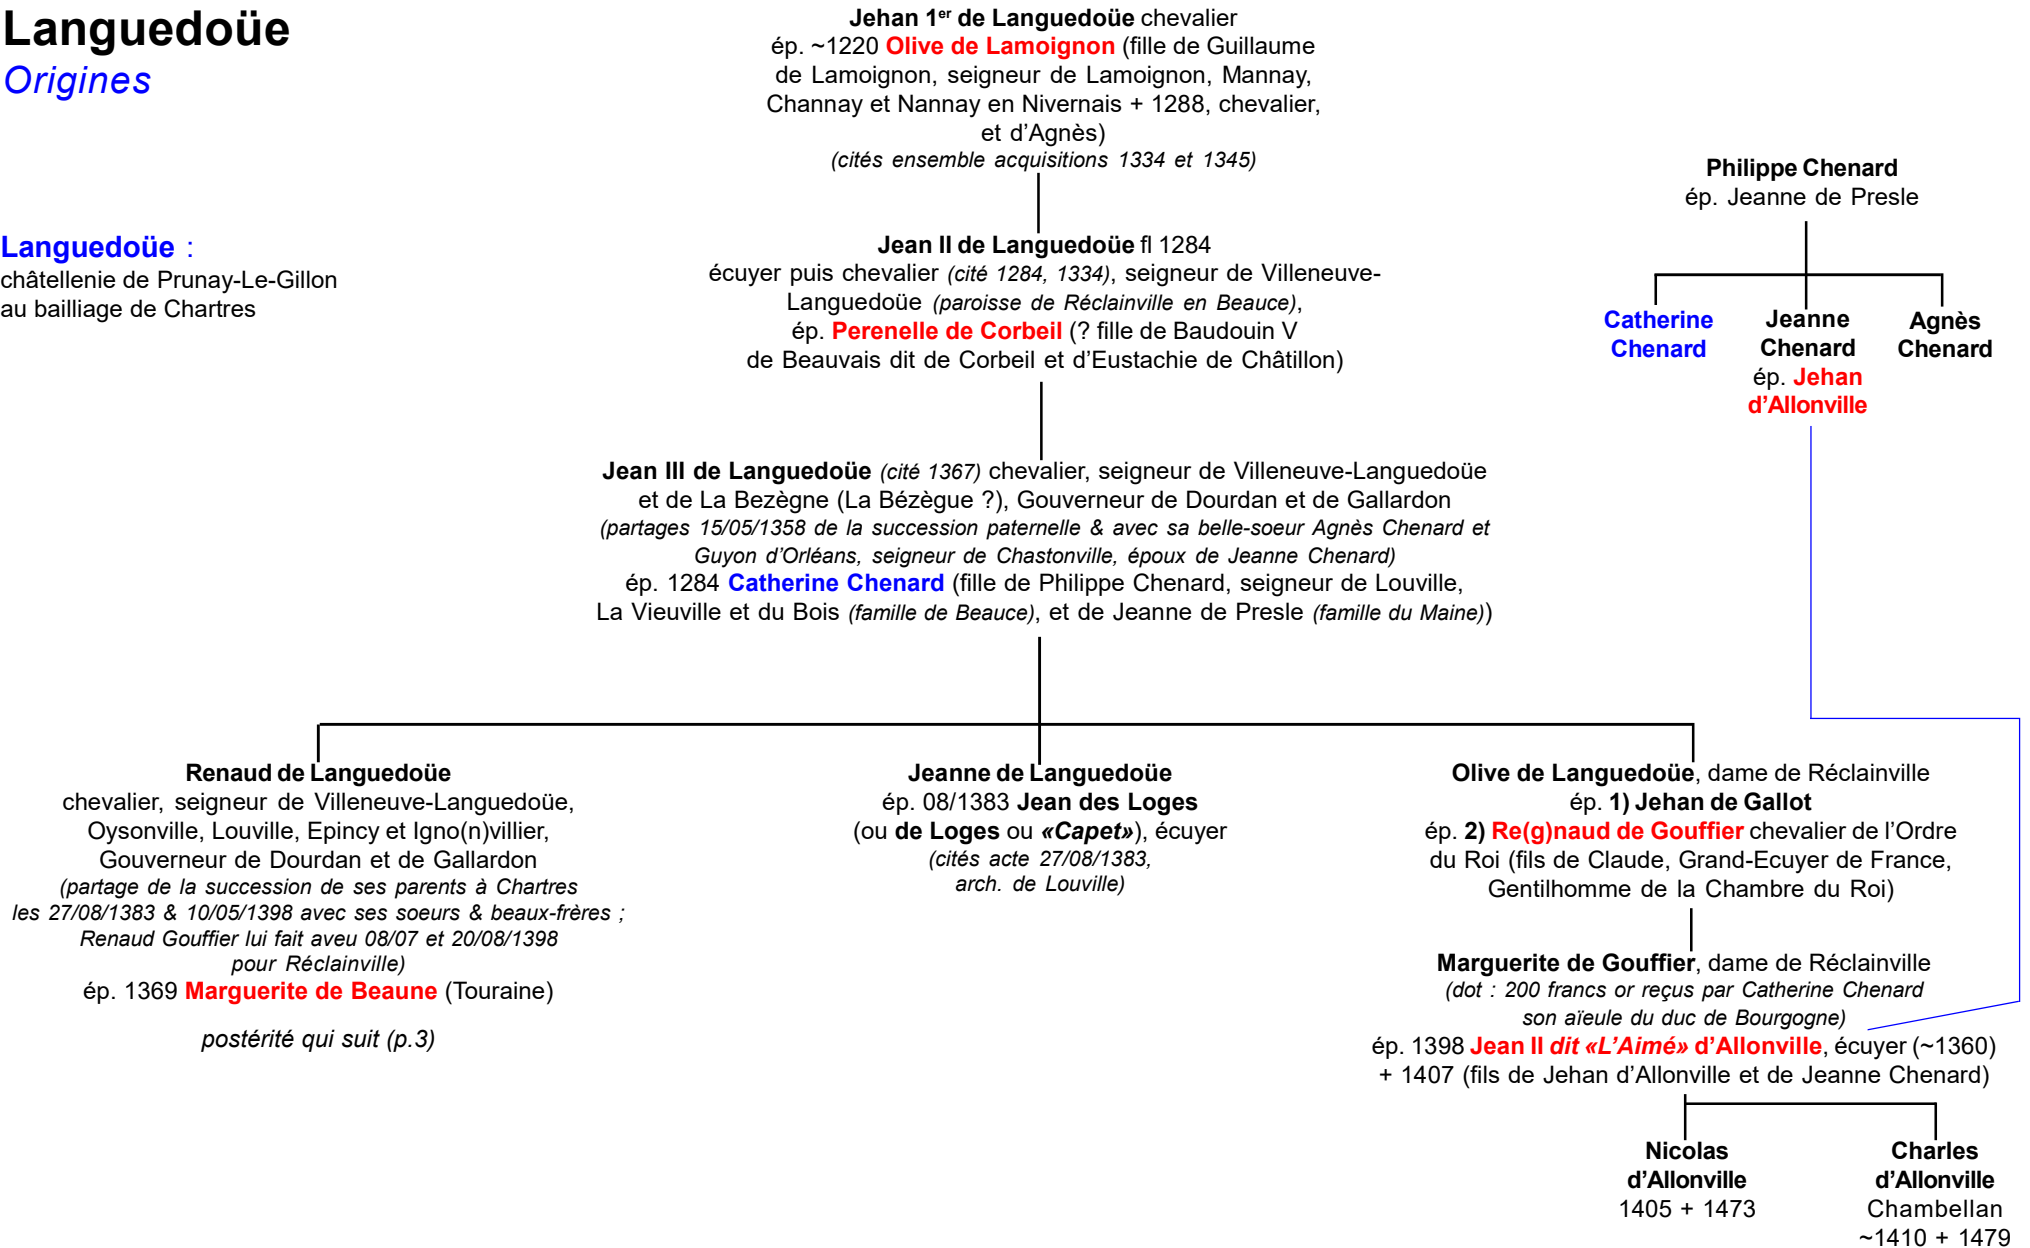 Languedoüe
Origines
Languedoüe :
châtellenie de Prunay-Le-Gillon
au bailliage de Chartres
Jehan 1er de Languedoüe chevalier
ép. ~1220 Olive de Lamoignon (fille de Guillaume
de Lamoignon, seigneur de Lamoignon, Mannay,
Channay et Nannay en Nivernais + 1288, chevalier,
et d’Agnès)
(cités ensemble acquisitions 1334 et 1345)
Jean II de Languedoüe fl 1284
écuyer puis chevalier (cité 1284, 1334), seigneur de Villeneuve-
Languedoüe (paroisse de Réclainville en Beauce),
ép. Perenelle de Corbeil (? fille de Baudouin V
de Beauvais dit de Corbeil et d’Eustachie de Châtillon)
Philippe Chenard
ép. Jeanne de Presle
Catherine
Chenard
Jeanne
Chenard
ép. Jehan
d’Allonville
Agnès
Chenard
Jean III de Languedoüe (cité 1367) chevalier, seigneur de Villeneuve-Languedoüe
et de La Bezègne (La Bézègue ?), Gouverneur de Dourdan et de Gallardon
(partages 15/05/1358 de la succession paternelle & avec sa belle-soeur Agnès Chenard et
Guyon d’Orléans, seigneur de Chastonville, époux de Jeanne Chenard)
ép. 1284 Catherine Chenard (fille de Philippe Chenard, seigneur de Louville,
La Vieuville et du Bois (famille de Beauce), et de Jeanne de Presle (famille du Maine))
Renaud de Languedoüe
chevalier, seigneur de Villeneuve-Languedoüe,
Oysonville, Louville, Epincy et Igno(n)villier,
Gouverneur de Dourdan et de Gallardon
(partage de la succession de ses parents à Chartres
les 27/08/1383 & 10/05/1398 avec ses soeurs & beaux-frères ;
Renaud Gouffier lui fait aveu 08/07 et 20/08/1398
pour Réclainville)
ép. 1369 Marguerite de Beaune (Touraine)
postérité qui suit (p.3)
Jeanne de Languedoüe
ép. 08/1383 Jean des Loges
(ou de Loges ou «Capet»), écuyer
(cités acte 27/08/1383,
arch. de Louville)
Olive de Languedoüe, dame de Réclainville
ép. 1) Jehan de Gallot
ép. 2) Re(g)naud de Gouffier chevalier de l’Ordre
du Roi (fils de Claude, Grand-Ecuyer de France,
Gentilhomme de la Chambre du Roi)
Marguerite de Gouffier, dame de Réclainville
(dot : 200 francs or reçus par Catherine Chenard
son aïeule du duc de Bourgogne)
ép. 1398 Jean II dit «L’Aimé» d’Allonville, écuyer (~1360)
+ 1407 (fils de Jehan d’Allonville et de Jeanne Chenard)
Nicolas
d’Allonville
1405 + 1473
Charles
d’Allonville
Chambellan
~1410 + 1479